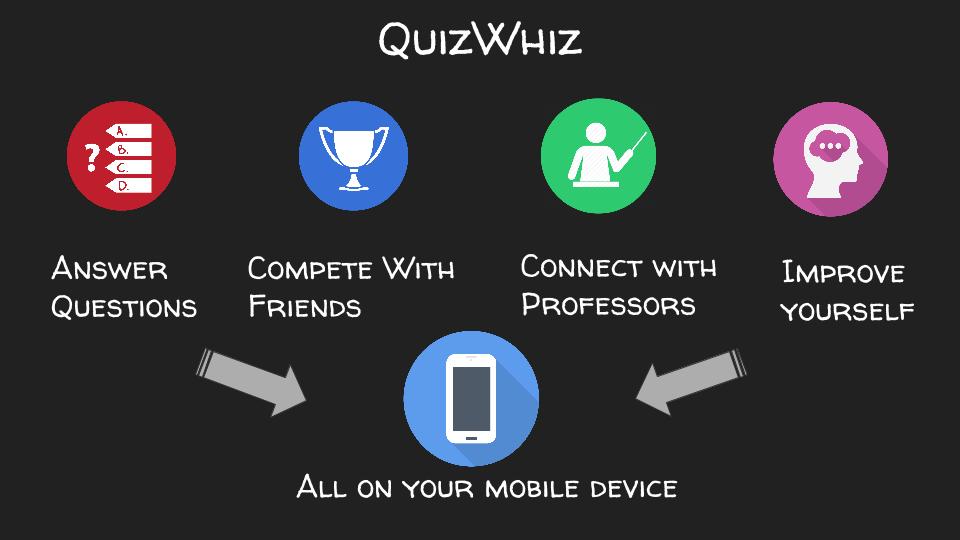 QuizWhiz
?
A.
B.
C.
D.
Answer
Questions
Compete With
Friends
Connect with
Professors
Improve
yourself
All on your mobile device